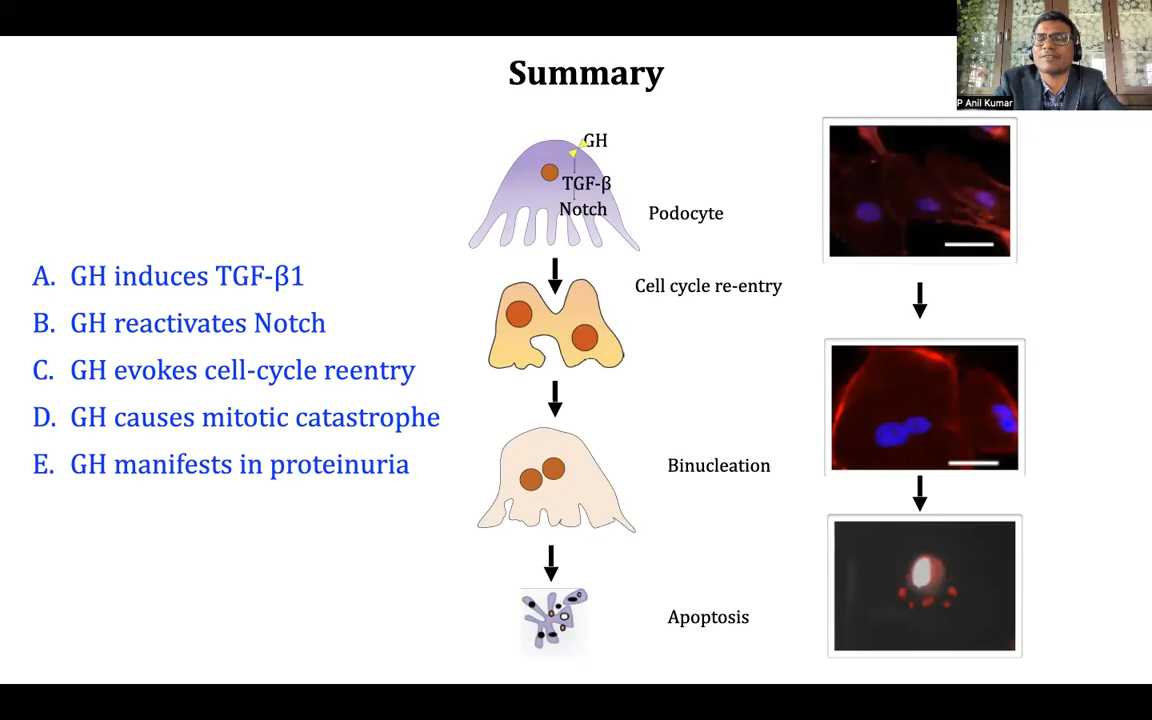 Summary
P Anil Kumar
GH
TGF-β
Notch
Podocyte
Cell cycle re-entry
A. GH induces TGF-β1
B. GH reactivates Notch
C. GH evokes cell-cycle reentry
D. GH causes mitotic catastrophe
E. GH manifests in proteinuria
Binucleation
Apoptosis